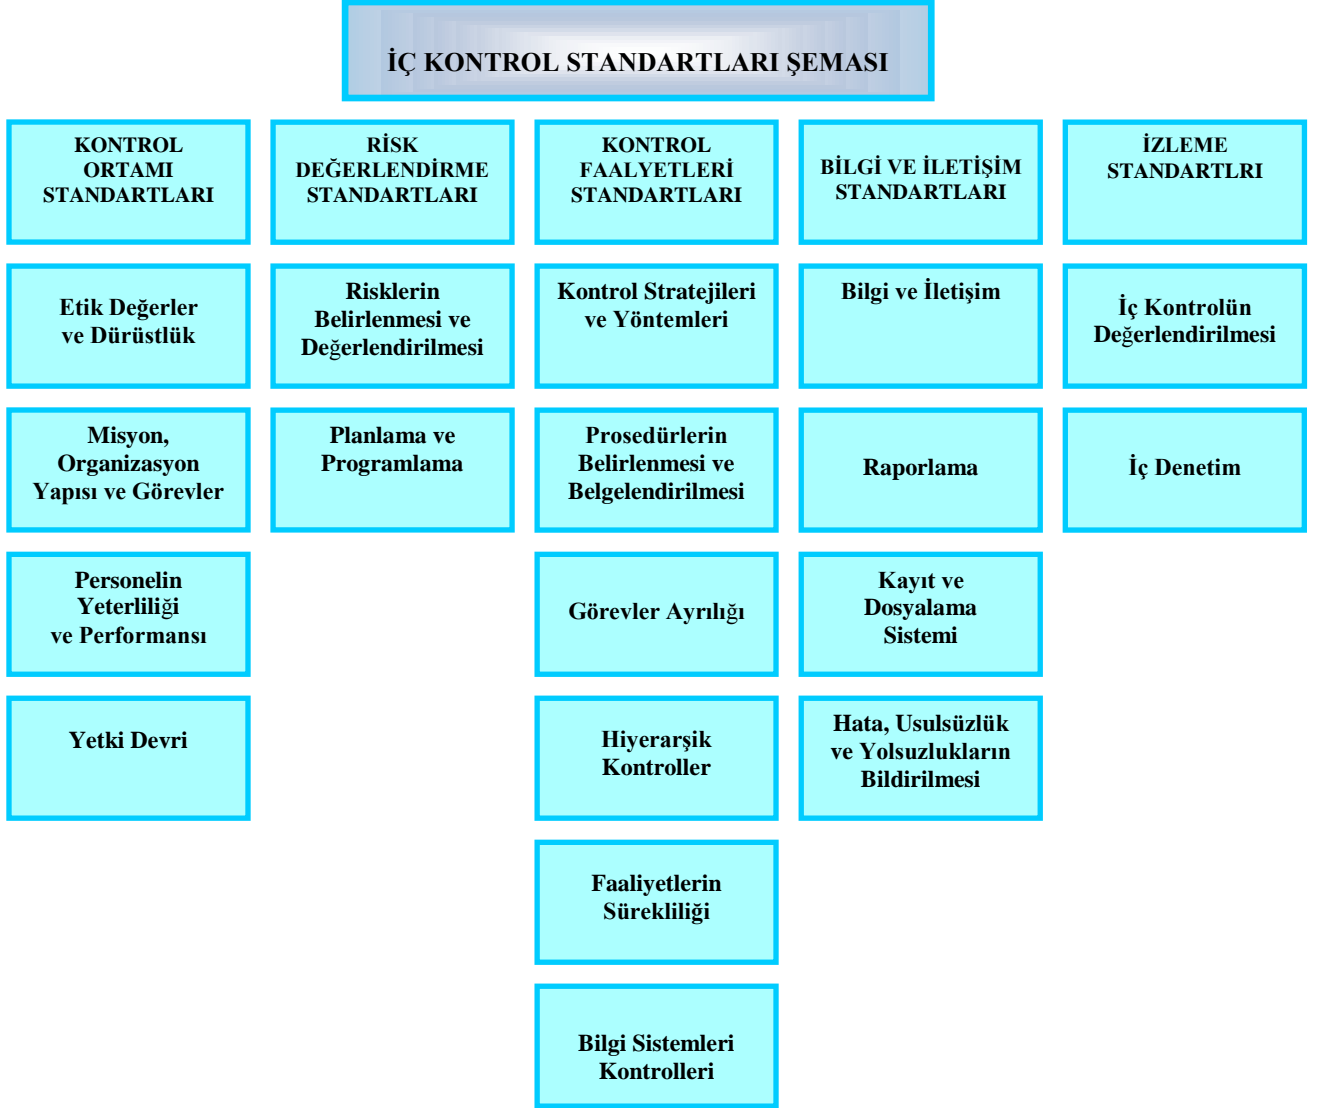 İÇ KONTROL STANDARTLARI ŞEMASI
KONTROL
ORTAMI
STANDARTLARI
RİSK
DEĞERLENDİRME
STANDARTLARI
KONTROL
FAALYETLERİ
STANDARTLARI
BİLGİ VE İLETİŞİM
STANDARTLARI
İZLEME
STANDARTLRI
Etik Değerler
ve Dürüstlük
Risklerin
Belirlenmesi ve
Değerlendirilmesi
Kontrol Stratejileri
ve Yöntemleri
Bilgi ve İletişim
İç Kontrolün
Değerlendirilmesi
Misyon,
Organizasyon
Yapısı ve Görevler
Planlama ve
Programlama
Prosedürlerin
Belirlenmesi ve
Belgelendirilmesi
Raporlama
İç Denetim
Personelin
Yeterliliği
ve Performansı
Görevler Ayrılığı
Kayıt ve
Dosyalama
Sistemi
Yetki Devri
Hiyerarşik
Kontroller
Hata, Usulsüzlük
ve Yolsuzlukların
Bildirilmesi
Faaliyetlerin
Sürekliliği
Bilgi Sistemleri
Kontrolleri